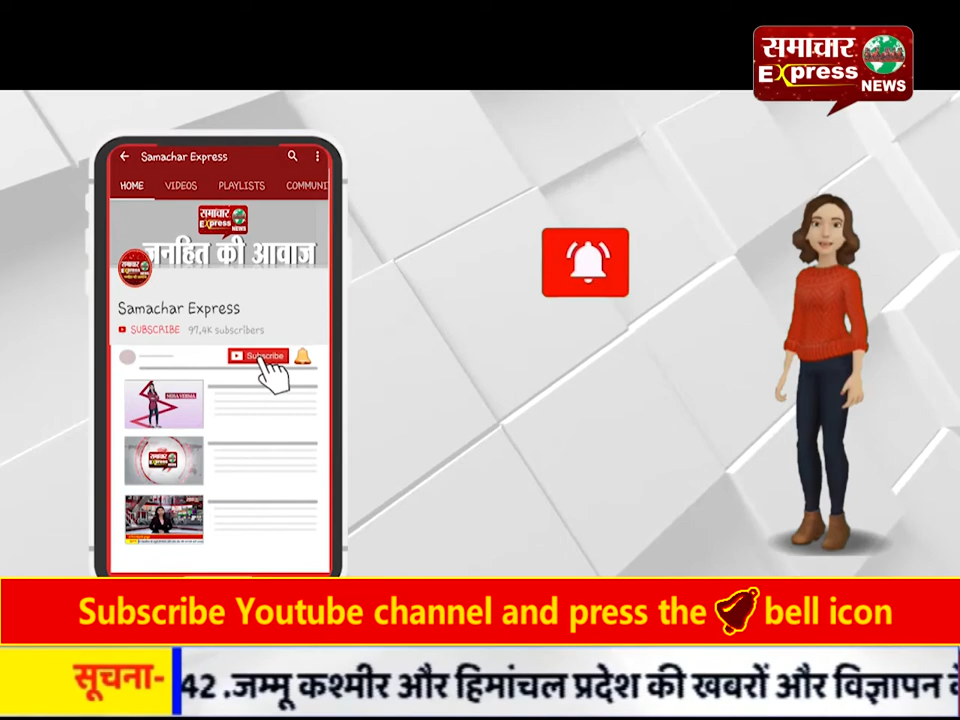 समाचार
Express
NEWS
Samachar Express
HOME VIDEOS PLAYLISTS COMMUNI
समाचार
Express
NEWS
जनहित की आवाज
Samachar Express
SUBSCRIBE 97.4K subscribers
Subscribe
Subscribe Youtube channel and press the bell icon
सूचना- 42 .जम्मू कश्मीर और हिमांचल प्रदेश की खबरों और विज्ञापन